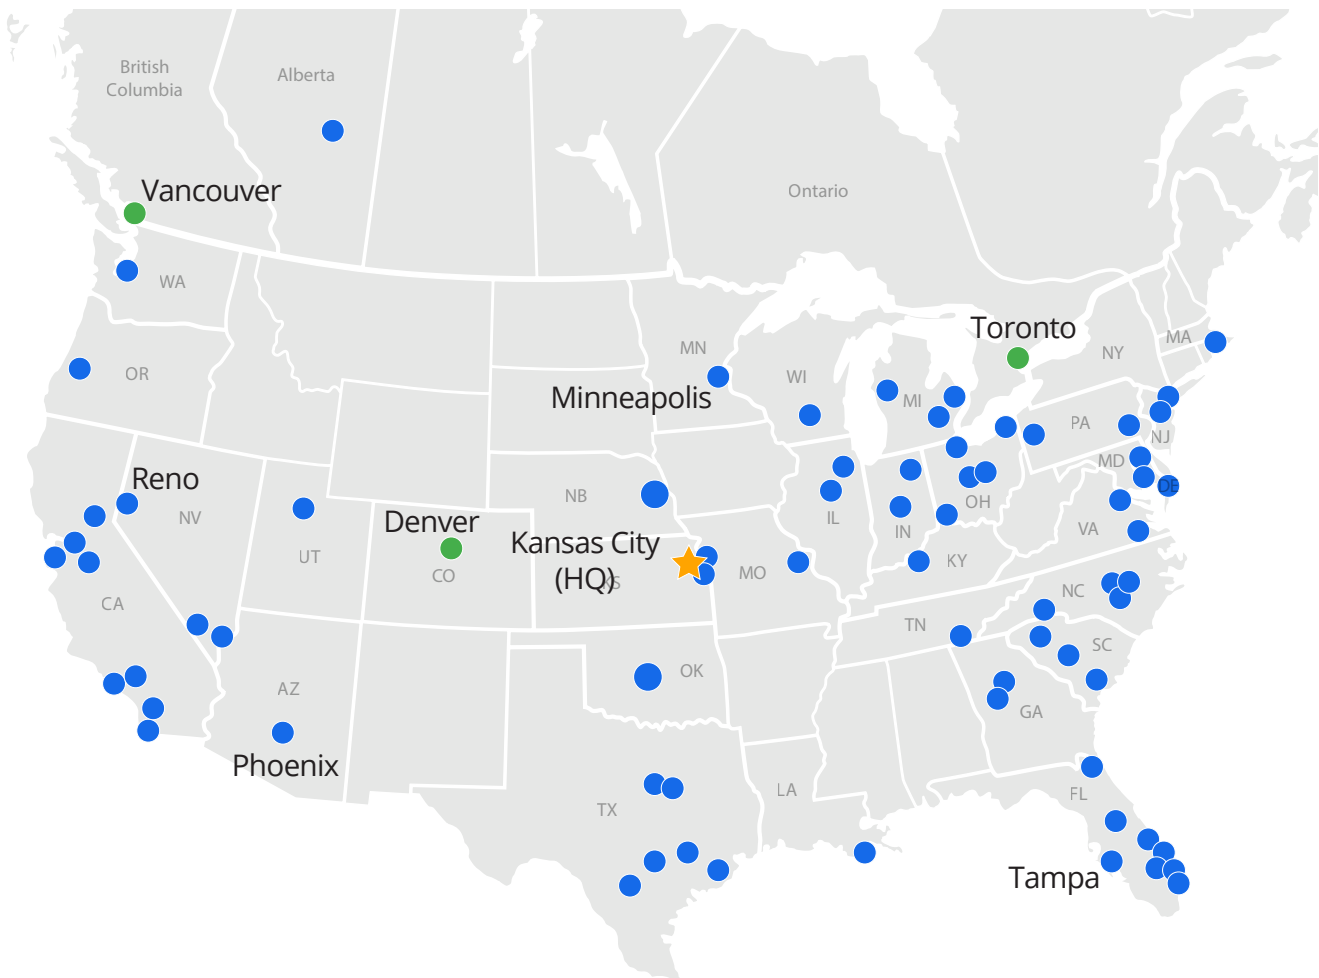 British
Columbia
Alberta
Vancouver
Ontario
WA
Toronto
MA
MN
NY
WI
OR
Minneapolis
MI
PA
NJ
MD
Reno
DE
NB
OH
NV
Denver
IL
VA
IN
Kansas City
UT
KY
(HQ)
KS
MO
CO
NC
CA
TN
SC
OK
AZ
GA
Phoenix
LA
FL
TX
Tampa